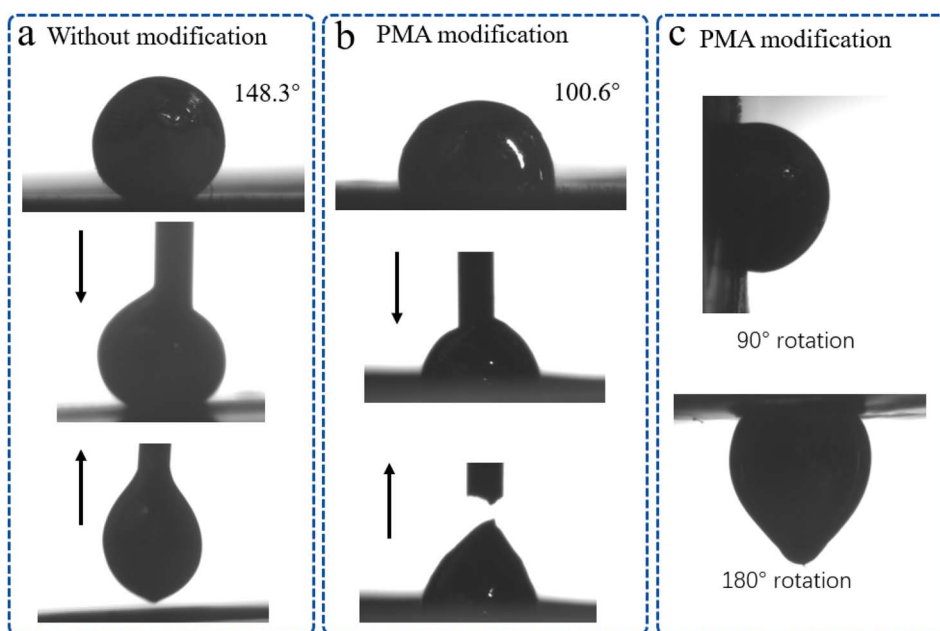 a Without modification
148.3°
b PMA modification
100.6°
c PMA modification
90° rotation
180° rotation